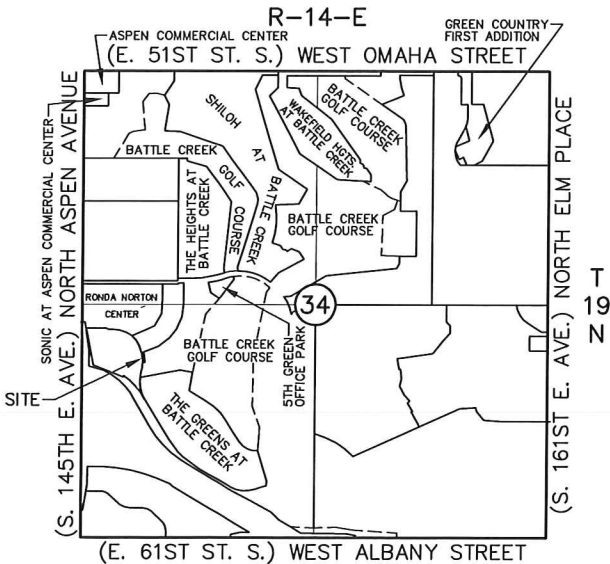 R-14-E
ASPEN COMMERCIAL CENTER
GREEN COUNTRY
FIRST ADDITION
(E. 51ST ST. S.) WEST OMAHA STREET
SONIC AT ASPEN COMMERCIAL CENTER
(S. 145TH E. AVE.) NORTH ASPEN AVENUE
SHILOH AT BATTLE CREEK
WAKEFIELD HGTS.
AT BATTLE CREEK
BATTLE CREEK
GOLF COURSE
BATTLE CREEK
GOLF COURSE
THE HEIGHTS AT
BATTLE CREEK
BATTLE CREEK
GOLF COURSE
(S. 161ST E. AVE.) NORTH ELM PLACE
T
19
N
RONDA NORTON
CENTER
34
BATTLE CREEK
GOLF COURSE
5TH GREEN
OFFICE PARK
SITE
THE GREENS AT
BATTLE CREEK
(E. 61ST ST. S.) WEST ALBANY STREET